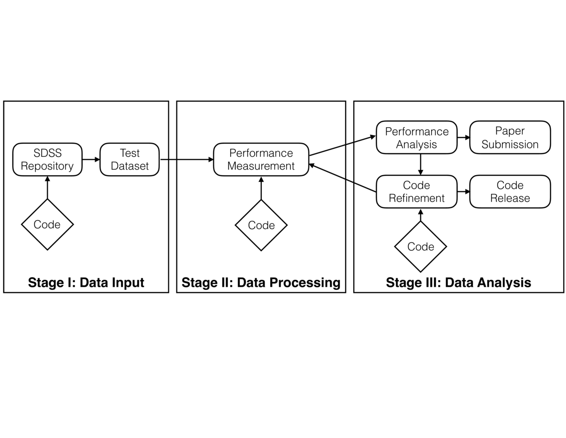 SDSS
Repository
Test
Dataset
Code
Stage I: Data Input
Performance
Measurement
Code
Stage II: Data Processing
Performance
Analysis
Paper
Submission
Code
Refinement
Code
Release
Code
Stage III: Data Analysis